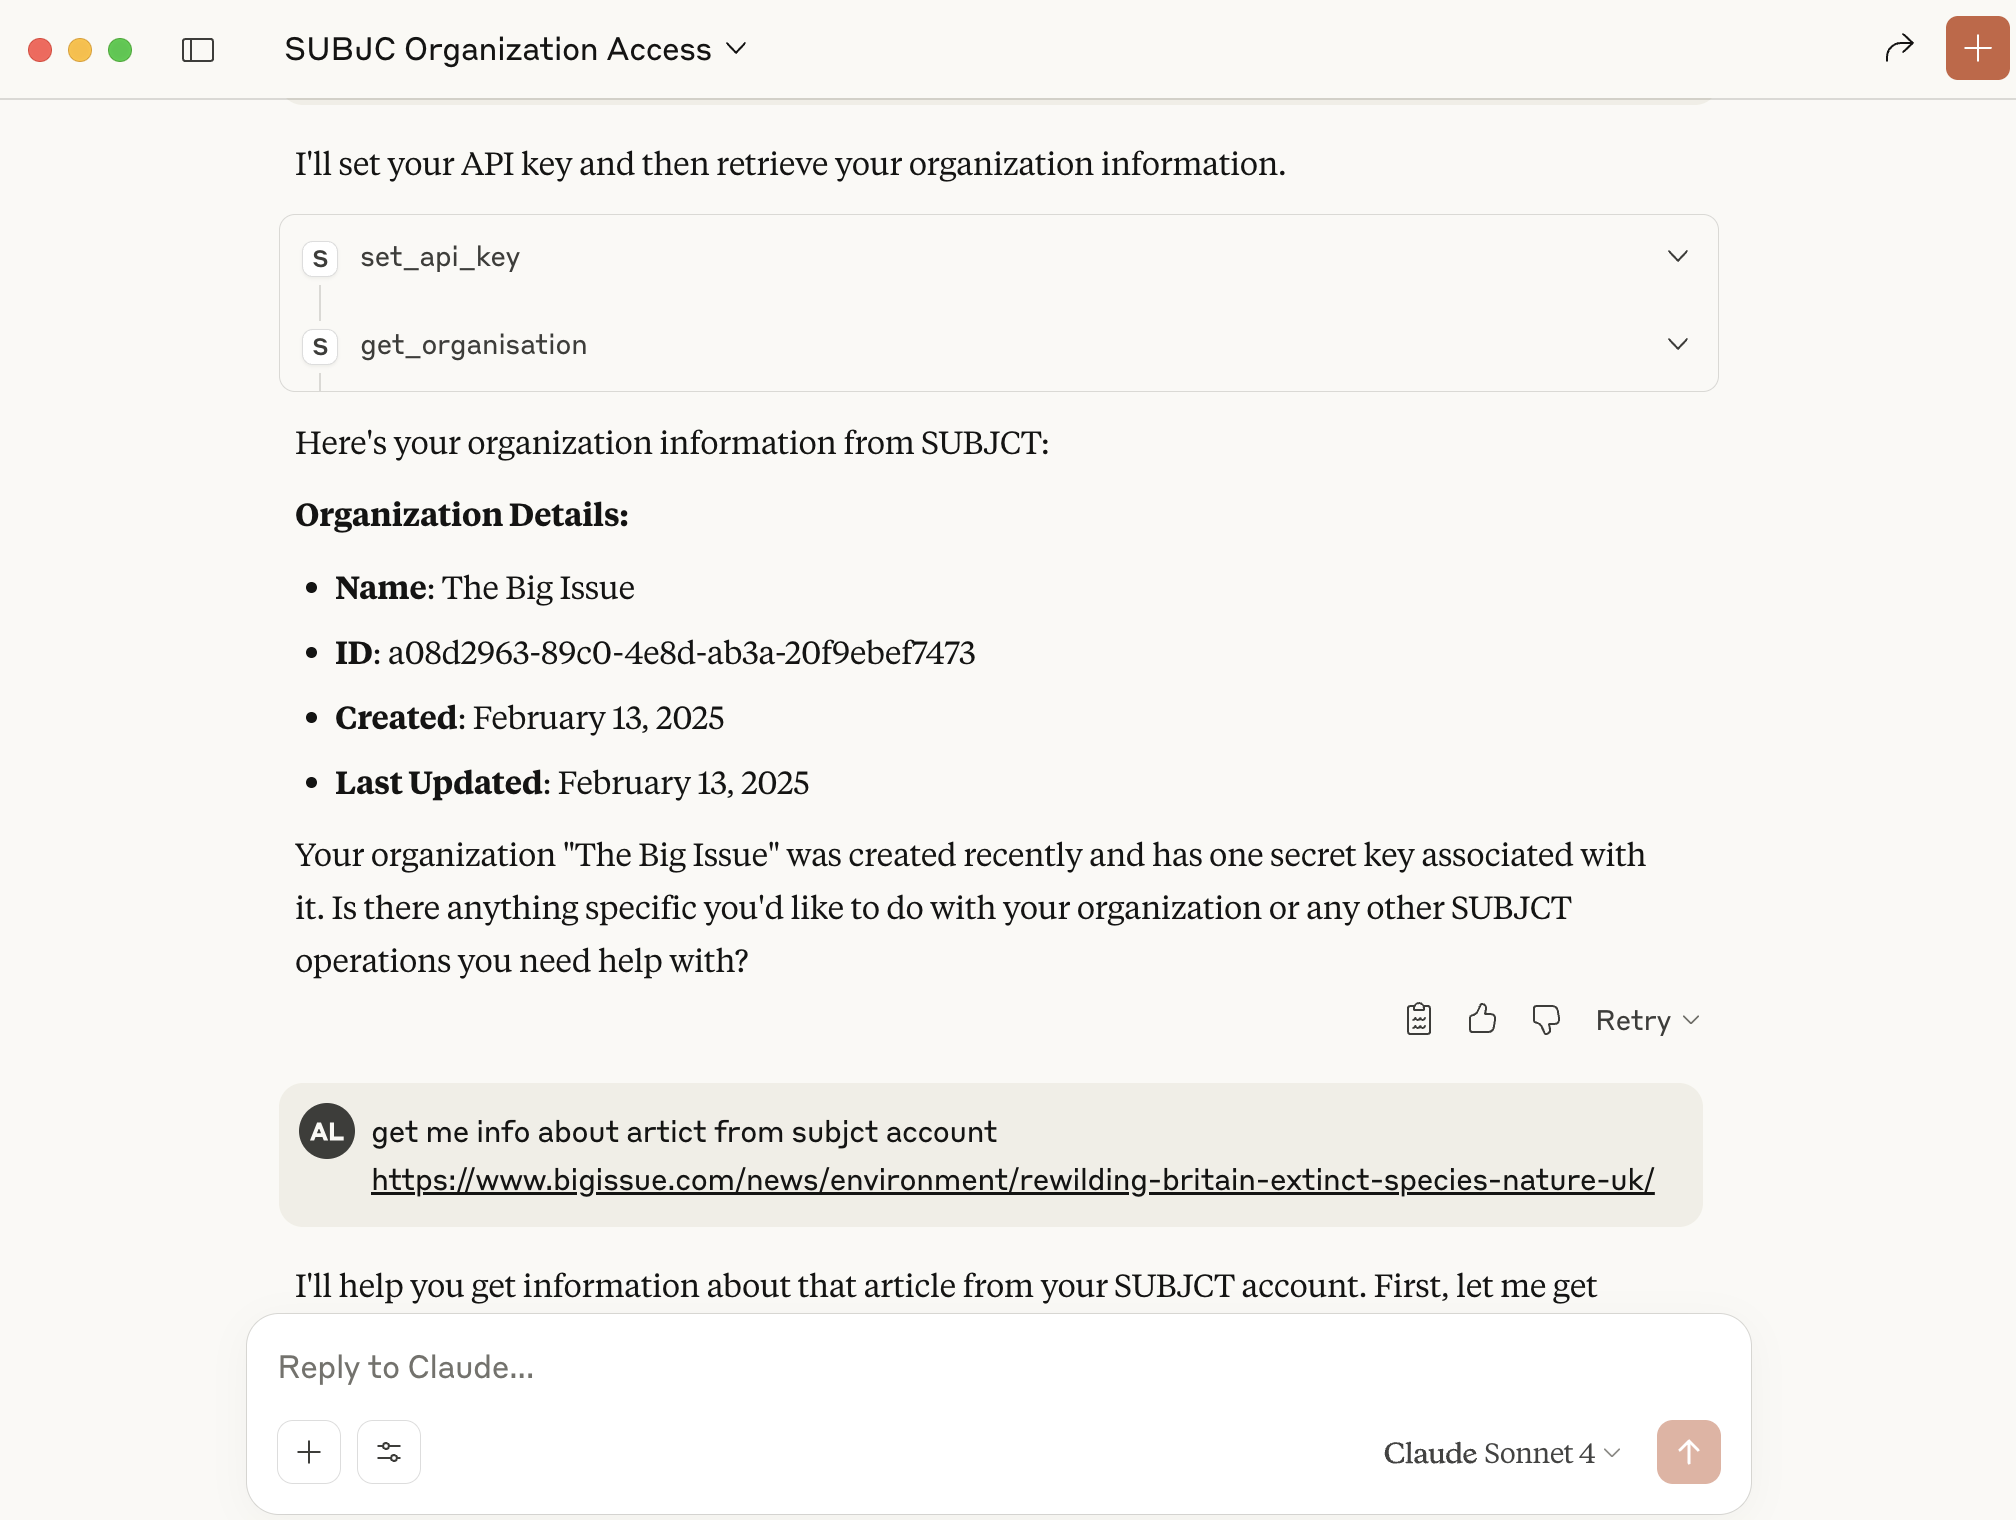 SUBJC Organization Access
I'll set your API key and then retrieve your organization information.
S set_api_key
S get_organisation
Here's your organization information from SUBJCT:
Organization Details:
• Name: The Big Issue
• ID: a08d2963-89c0-4e8d-ab3a-20f9ebef7473
• Created: February 13, 2025
• Last Updated: February 13, 2025
Your organization "The Big Issue" was created recently and has one secret key associated with
it. Is there anything specific you'd like to do with your organization or any other SUBJCT
operations you need help with?
Retry
AL get me info about artict from subjct account
https://www.bigissue.com/news/environment/rewilding-britain-extinct-species-nature-uk/
I'll help you get information about that article from your SUBJCT account. First, let me get
Reply to Claude...
Claude Sonnet 4